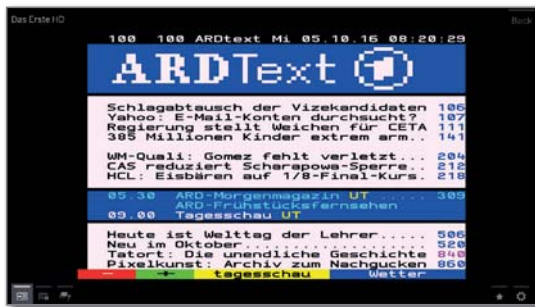 Das Erste HD
Back
100 100 ARDtext Mi 05.10.16 08:20:29
ARDText
Schlagabtausch der Vizekandidaten 106
Yahoo: E-Mail-Konten durchsucht? 107
Regierung stellt Weichen für CETA 111
385 Millionen Kinder extrem arm.. 141
WM-Quali: Gomez fehlt verletzt... 204
CAS reduziert Scharapowa-Sperre.. 212
HCL: Eisbären auf 1/8-Final-Kurs. 218
05.30 ARD-Morgenmagazin UT ..... 309
ARD-Frühstücksfernsehen
09.00 Tagesschau UT
Heute ist Welttag der Lehrer..... 506
Neu im Oktober................... 520
Tatort: Die unendliche Geschichte 840
Pixelkunst: Archiv zum Nachgucken 860
- + tagesschau Wetter